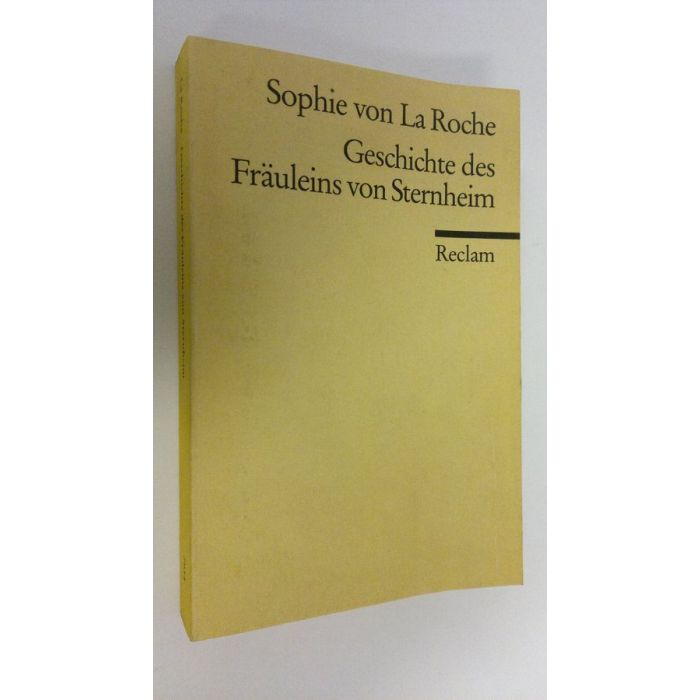 Sophie von La Roche
Geschichte des
Fräuleins von Sternheim
Reclam